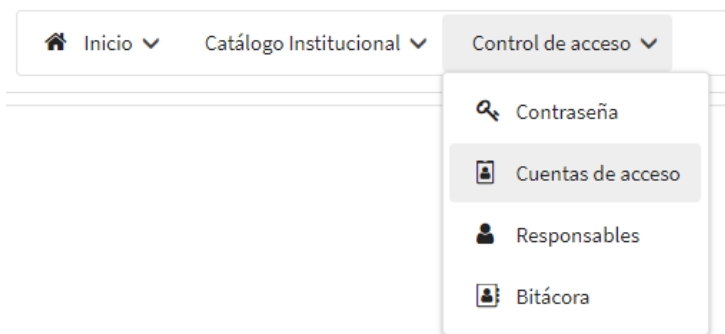 Inicio Catálogo Institucional Control de acceso
Contraseña
Cuentas de acceso
Responsables
Bitácora